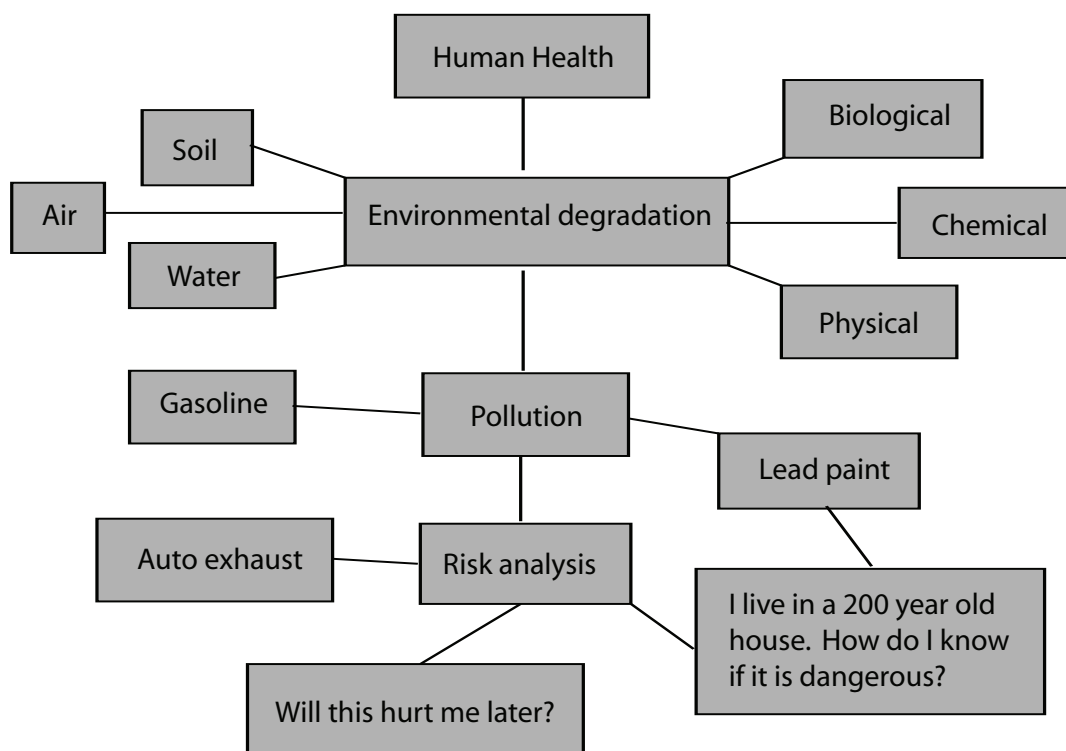 Human Health
Biological
Soil
Air
Environmental degradation
Chemical
Water
Physical
Gasoline
Pollution
Lead paint
Auto exhaust
Risk analysis
I live in a 200 year old
house. How do I know
if it is dangerous?
Will this hurt me later?